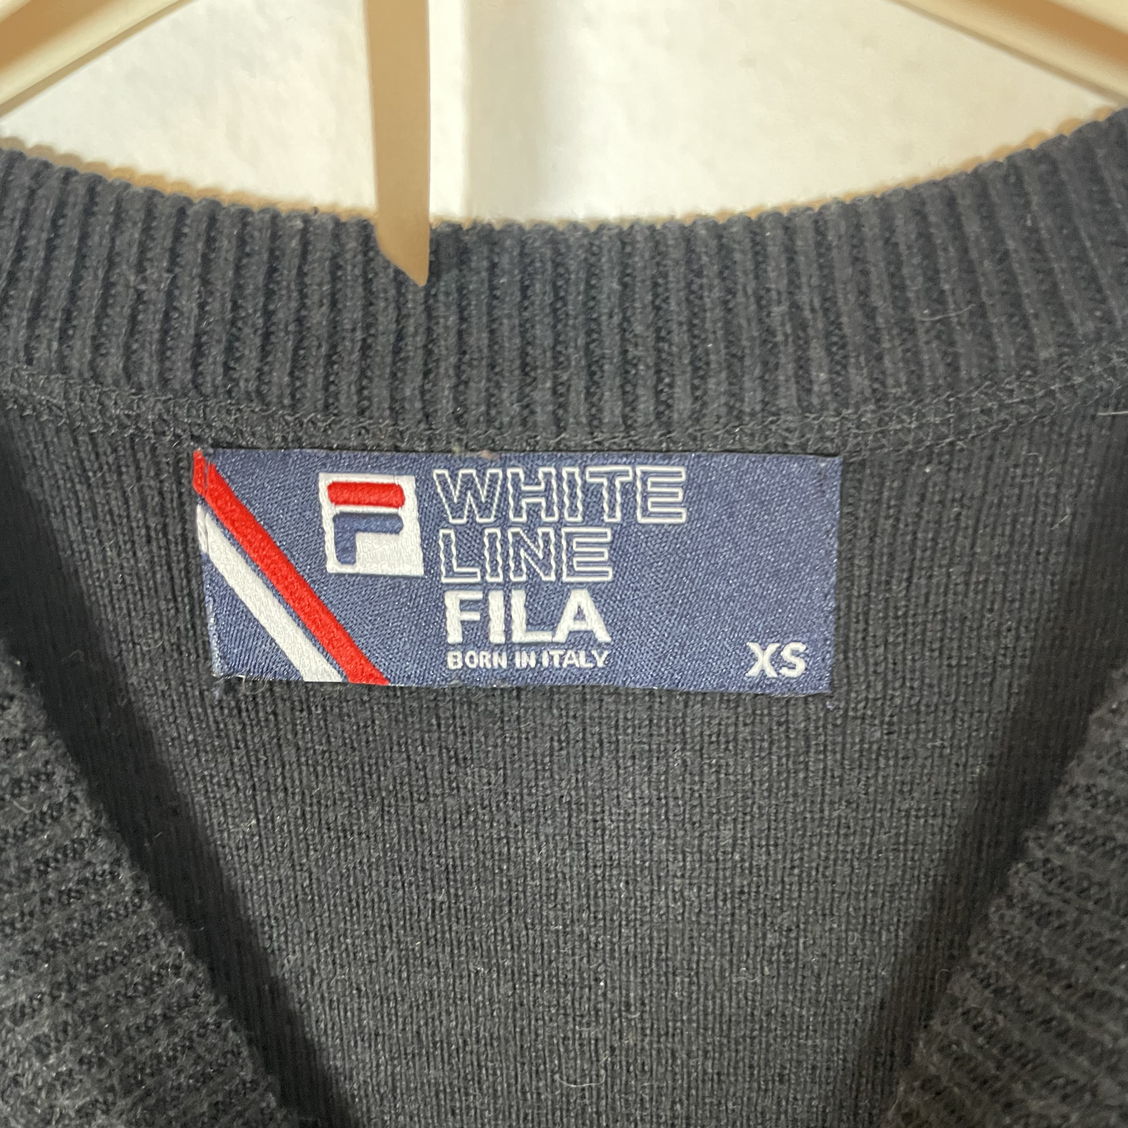 WHITE
LINE
FILA
BORN IN ITALY
XS